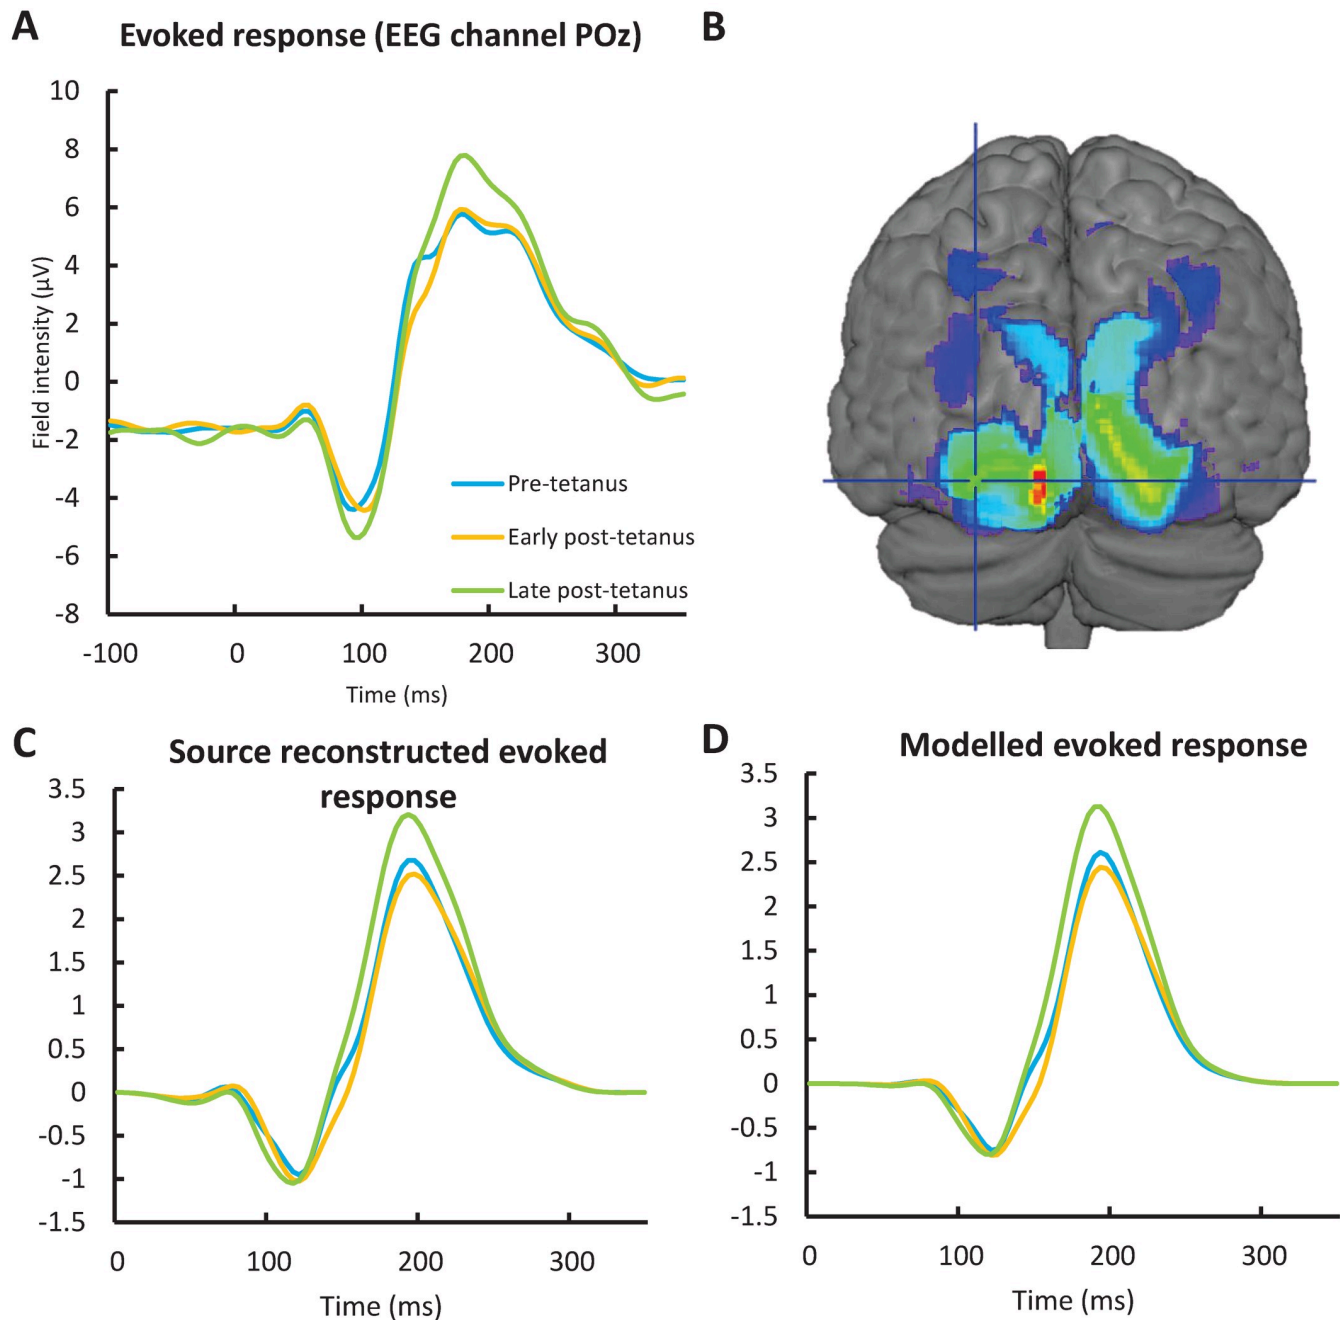 A
Evoked response (EEG channel POz)
10
8
6
4
2
0
-2
-4
-6
-8
Field intensity (µV)
Pre-tetanus
Early post-tetanus
Late post-tetanus
-100 0 100 200 300
Time (ms)
B
C
Source reconstructed evoked
response
3.5
3
2.5
2
1.5
1
0.5
0
-0.5
-1
-1.5
0 100 200 300
Time (ms)
D
Modelled evoked response
3.5
3
2.5
2
1.5
1
0.5
0
-0.5
-1
-1.5
0 100 200 300
Time (ms)